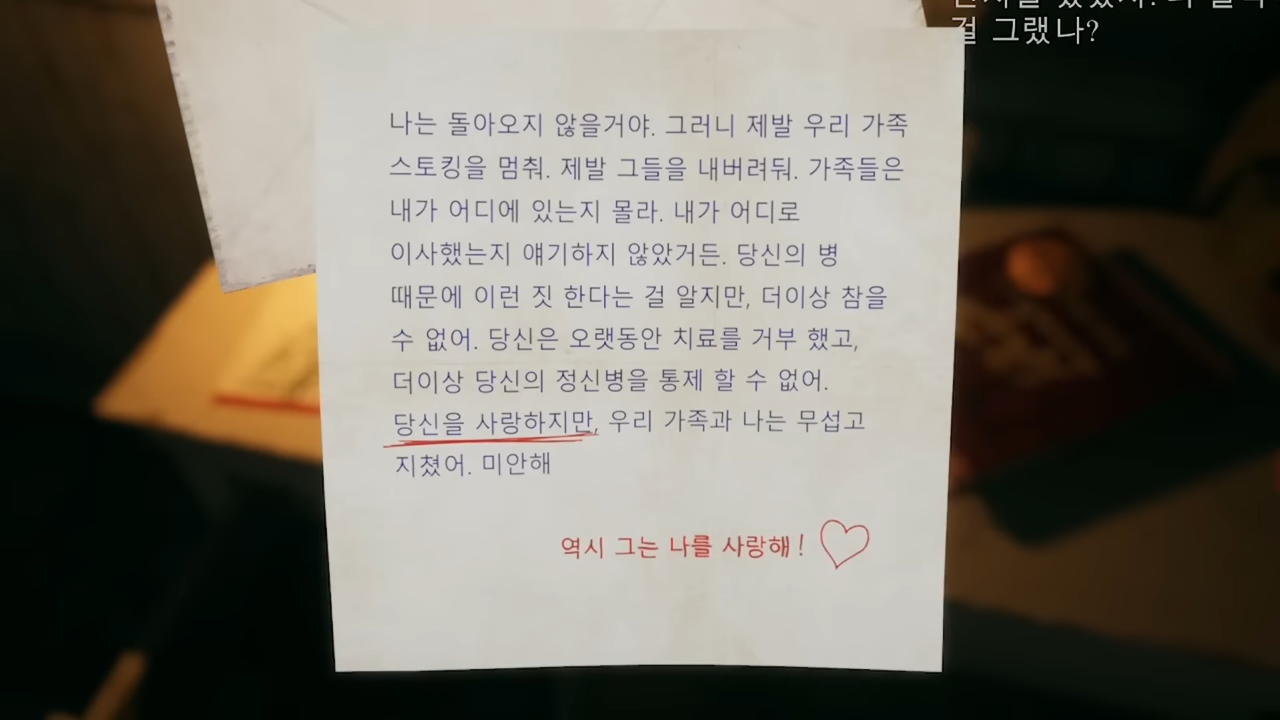 걸 그랬나?
나는 돌아오지 않을거야. 그러니 제발 우리 가족
스토킹을 멈춰. 제발 그들을 내버려둬. 가족들은
내가 어디에 있는지 몰라. 내가 어디로
이사했는지 얘기하지 않았거든. 당신의 병
때문에 이런 짓 한다는 걸 알지만, 더이상 참을
수 없어. 당신은 오랫동안 치료를 거부 했고,
더이상 당신의 정신병을 통제 할 수 없어.
당신을 사랑하지만, 우리 가족과 나는 무섭고
지쳤어. 미안해
역시 그는 나를 사랑해!